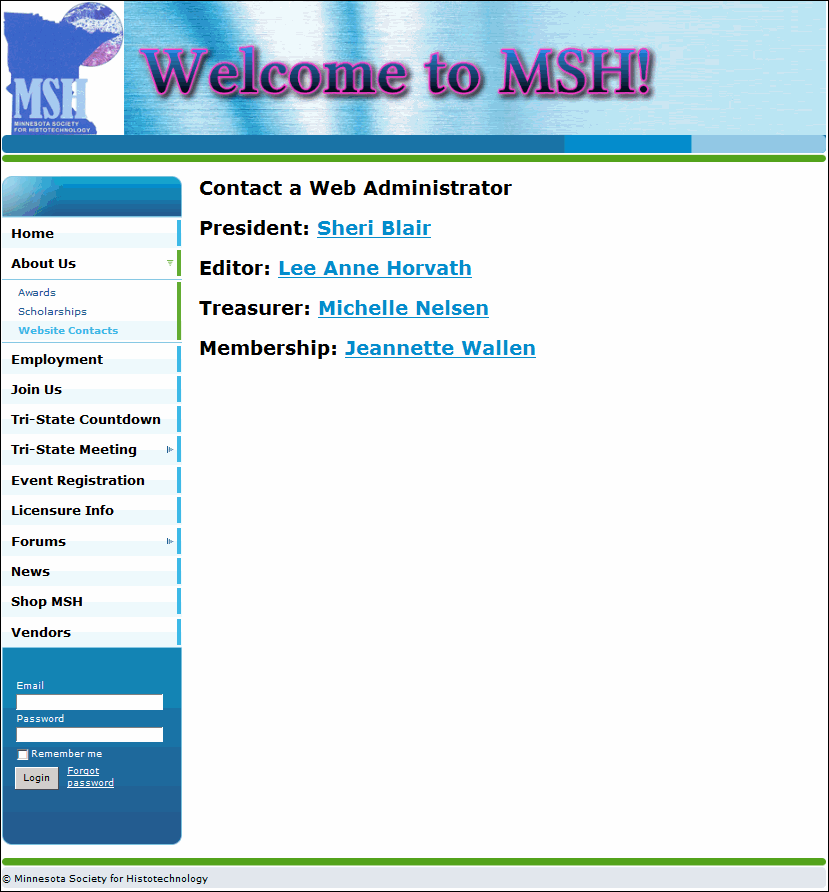 MSH
MINNESOTA SOCIETY
FOR HISTOTECHNOLOGY
Welcome to MSH!
Home
About Us
Awards
Scholarships
Website Contacts
Employment
Join Us
Tri-State Countdown
Tri-State Meeting
Event Registration
Licensure Info
Forums
News
Shop MSH
Vendors
Email
Password
Remember me
Login
Forgot
password
Contact a Web Administrator
President: Sheri Blair
Editor: Lee Anne Horvath
Treasurer: Michelle Nelsen
Membership: Jeannette Wallen
© Minnesota Society for Histotechnology